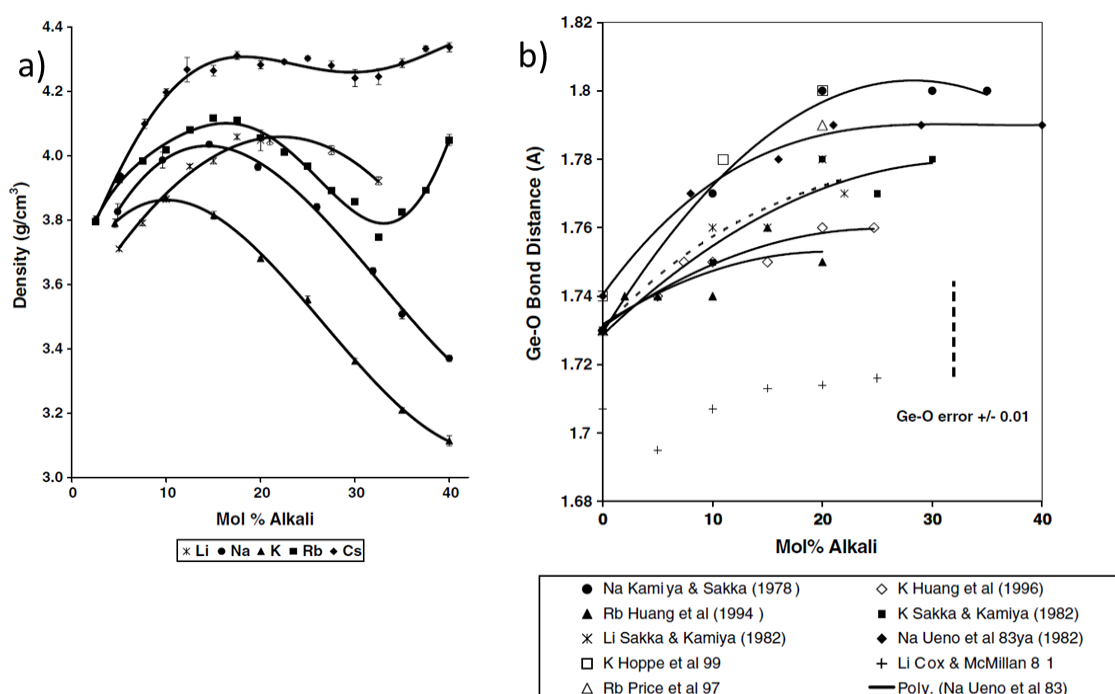 a)
4.4
4.2
4.0
3.8
3.6
3.4
3.2
3.0
Density (g/cm³)
0 10 20 30 40
Mol % Alkali
Li Na K Rb Cs
b)
1.82
1.8
1.78
1.76
1.74
1.72
1.7
1.68
Ge-O Bond Distance (A)
Ge-O error +/- 0.01
0 10 20 30 40
Mol% Alkali
Na Kamiya & Sakka (1978)
Rb Huang et al (1994 )
Li Sakka & Kamiya (1982)
K Hoppe et al 99
Rb Price et al 97
K Huang et al (1996)
K Sakka & Kamiya (1982)
Na Ueno et al 83ya (1982)
Li Cox & McMillan 8 1
Poly. (Na Ueno et al 83)